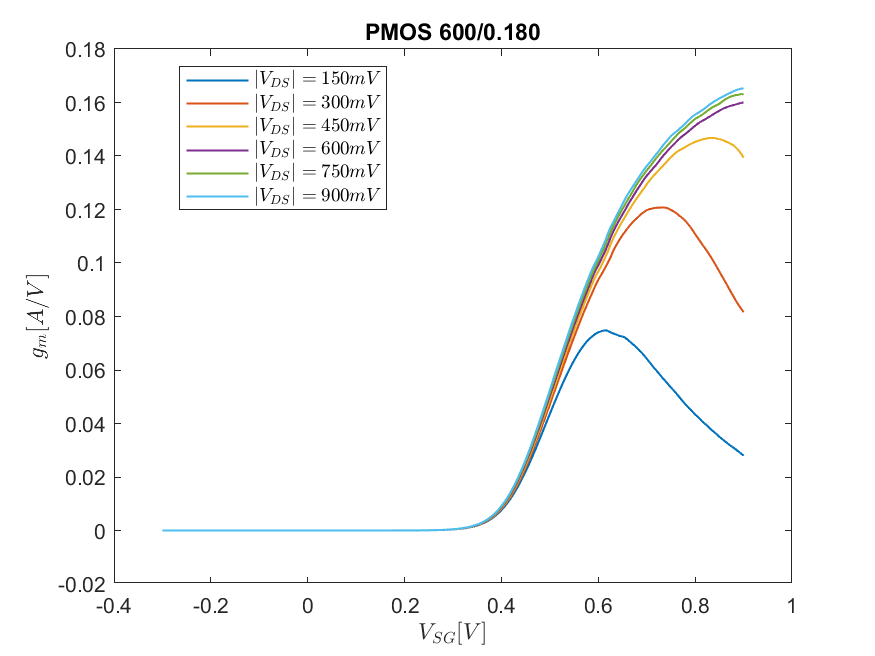 PMOS 600/0.180
0.18
0.16
0.14
0.12
0.1
0.08
0.06
0.04
0.02
0
-0.02
g_m[A/V]
|V_DS| = 150mV
|V_DS| = 300mV
|V_DS| = 450mV
|V_DS| = 600mV
|V_DS| = 750mV
|V_DS| = 900mV
-0.4 -0.2 0 0.2 0.4 0.6 0.8 1
V_SG[V]